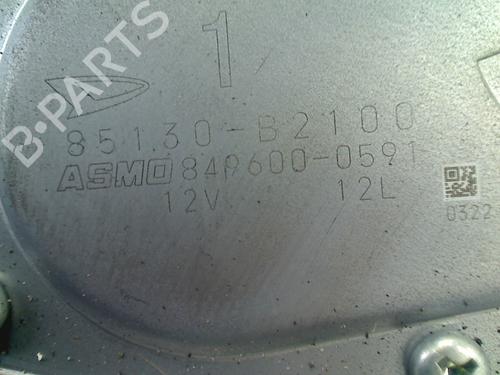 1
85130-B2100
ASMO 849600-0591
12V 12L
0322
B-PARTS